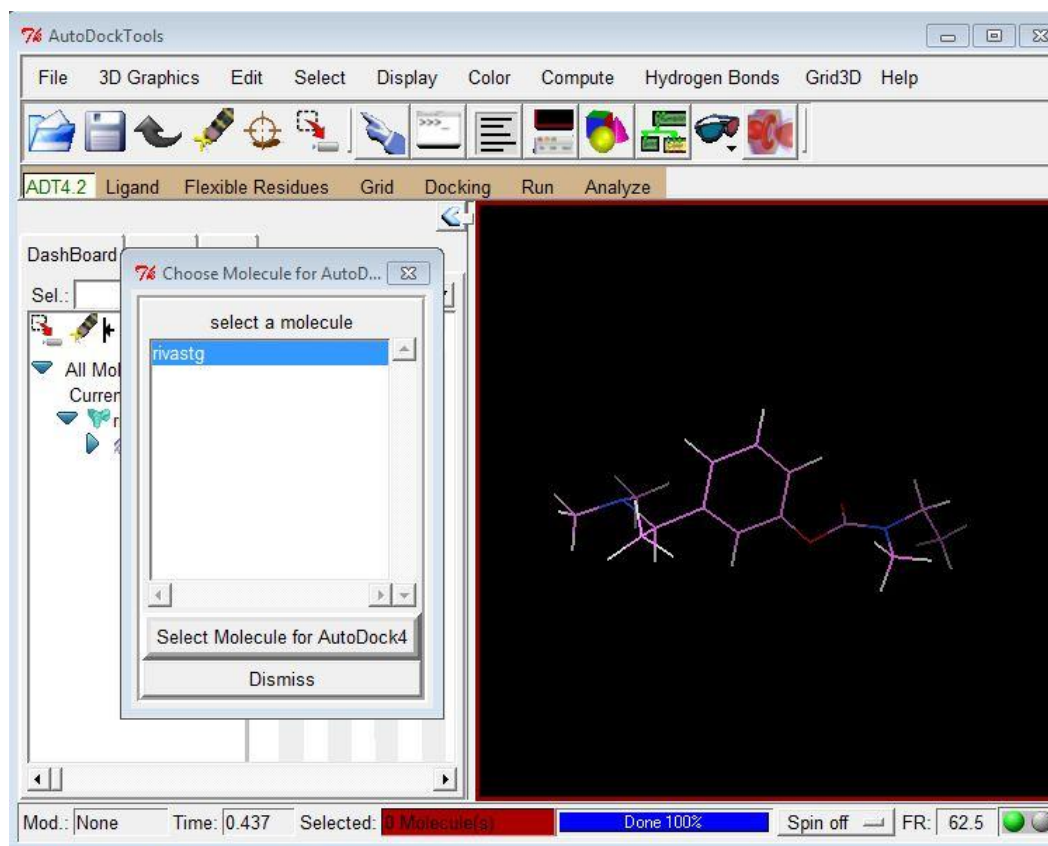 AutoDockTools
File 3D Graphics Edit Select Display Color Compute Hydrogen Bonds Grid3D Help
>>>_
ADT4.2 Ligand Flexible Residues Grid Docking Run Analyze
DashBoard
Choose Molecule for AutoD...
Sel.:
select a molecule
rivastg
All Mol
Curren
r
Select Molecule for AutoDock4
Dismiss
Mod.: None Time: 0.437 Selected: 0 Molecule(s) Done 100% Spin off FR: 62.5